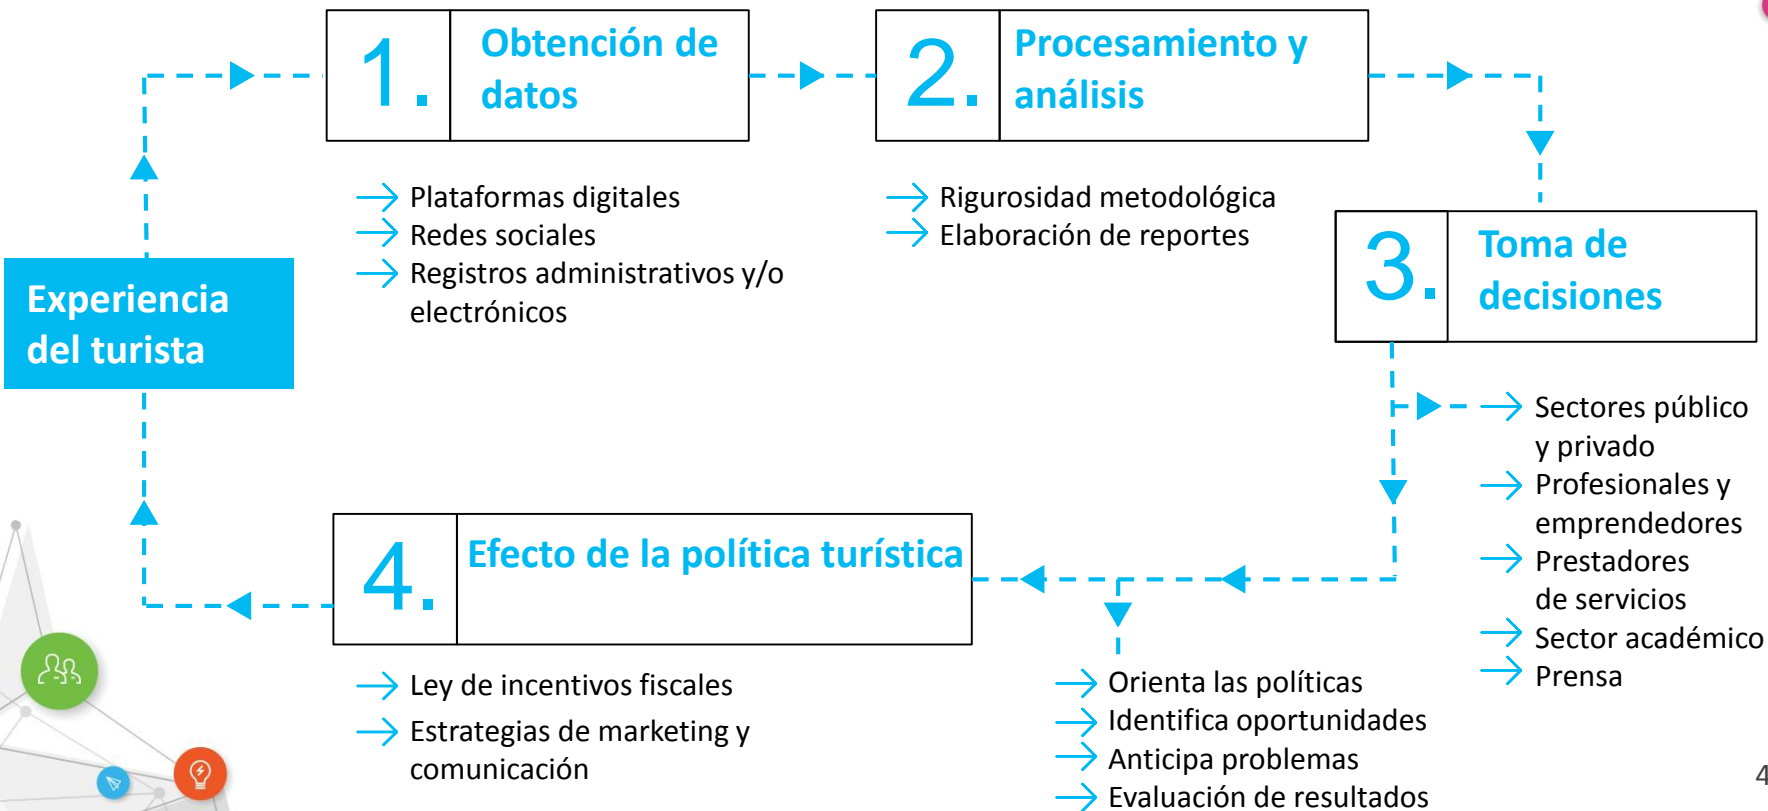 1.
Obtención de
datos
2.
Procesamiento y
análisis
Plataformas digitales
Redes sociales
Registros administrativos y/o
electrónicos
Rigurosidad metodológica
Elaboración de reportes
3.
Toma de
decisiones
Experiencia
del turista
Sectores público
y privado
Profesionales y
emprendedores
Prestadores
de servicios
Sector académico
Prensa
4.
Efecto de la política turística
Ley de incentivos fiscales
Estrategias de marketing y
comunicación
Orienta las políticas
Identifica oportunidades
Anticipa problemas
Evaluación de resultados
4